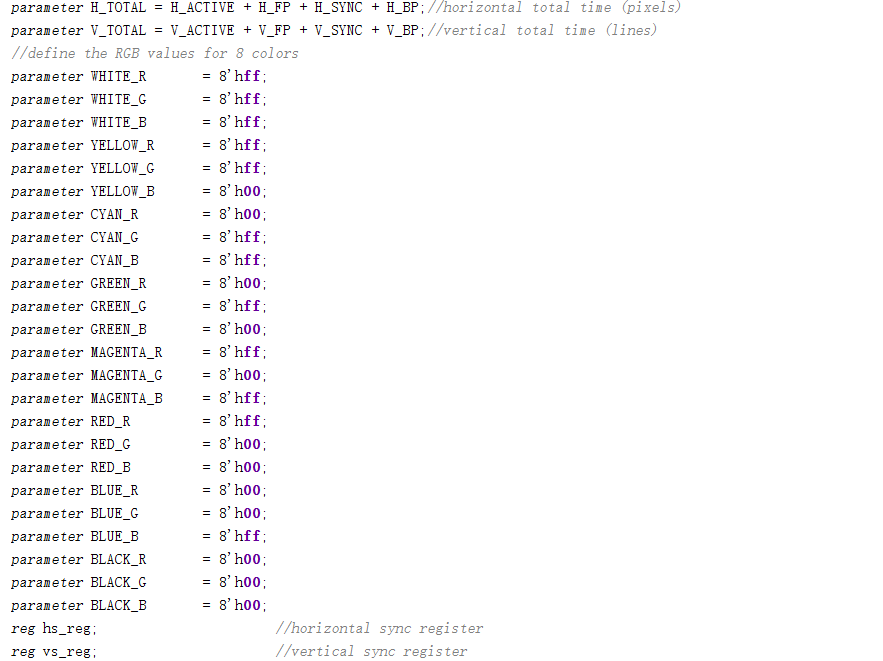 parameter H_TOTAL = H_ACTIVE + H_FP + H_SYNC + H_BP;//horizontal total time (pixels)
parameter V_TOTAL = V_ACTIVE + V_FP + V_SYNC + V_BP;//vertical total time (lines)
//define the RGB values for 8 colors
parameter WHITE_R       = 8'hff;
parameter WHITE_G       = 8'hff;
parameter WHITE_B       = 8'hff;
parameter YELLOW_R      = 8'hff;
parameter YELLOW_G      = 8'hff;
parameter YELLOW_B      = 8'h00;
parameter CYAN_R        = 8'h00;
parameter CYAN_G        = 8'hff;
parameter CYAN_B        = 8'hff;
parameter GREEN_R       = 8'h00;
parameter GREEN_G       = 8'hff;
parameter GREEN_B       = 8'h00;
parameter MAGENTA_R     = 8'hff;
parameter MAGENTA_G     = 8'h00;
parameter MAGENTA_B     = 8'hff;
parameter RED_R         = 8'hff;
parameter RED_G         = 8'h00;
parameter RED_B         = 8'h00;
parameter BLUE_R        = 8'h00;
parameter BLUE_G        = 8'h00;
parameter BLUE_B        = 8'hff;
parameter BLACK_R       = 8'h00;
parameter BLACK_G       = 8'h00;
parameter BLACK_B       = 8'h00;
reg hs_reg;                      //horizontal sync register
reg vs_reg;                      //vertical sync register